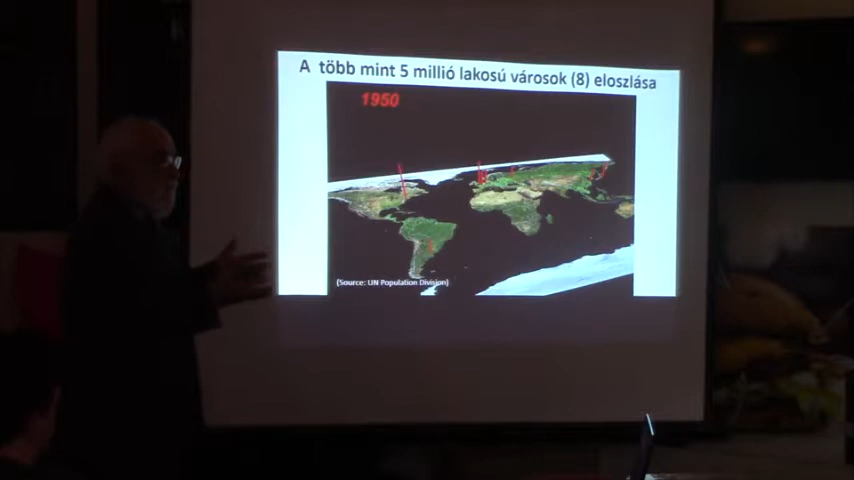 A több mint 5 millió lakosú városok (8) eloszlása
1950
(Source: UN Population Division)